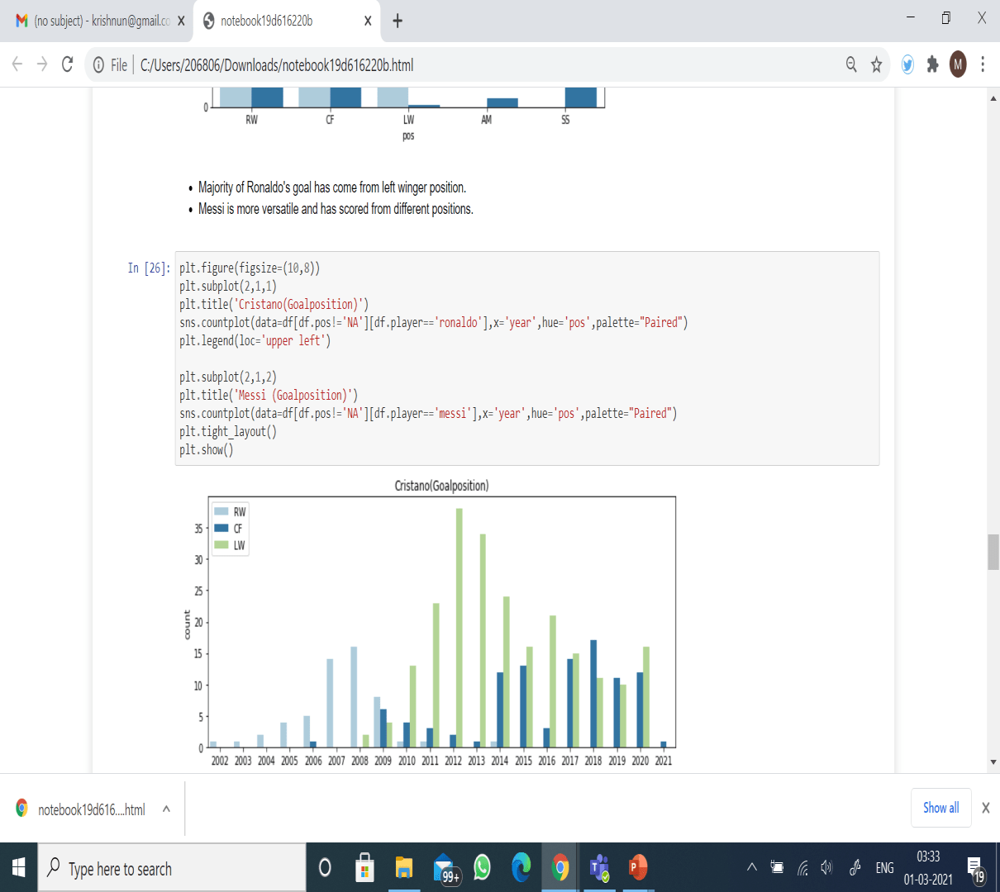 (no subject) - krishnun@gmail.co X
notebook19d616220b X +
File C:/Users/206806/Downloads/notebook19d616220b.html M
0
RW CF LW AM SS
pos
• Majority of Ronaldo's goal has come from left winger position.
• Messi is more versatile and has scored from different positions.
In [26]: plt.figure(figsize=(10,8))
plt.subplot(2,1,1)
plt.title('Cristano(Goalposition)')
sns.countplot(data=df[df.pos!='NA'][df.player=='ronaldo'],x='year',hue='pos',palette="Paired")
plt.legend(loc='upper left')
plt.subplot(2,1,2)
plt.title('Messi (Goalposition)')
sns.countplot(data=df[df.pos!='NA'][df.player=='messi'],x='year',hue='pos',palette="Paired")
plt.tight_layout()
plt.show()
Cristano(Goalposition)
RW
CF
LW
35
30
25
20
15
10
5
0
count
2002 2003 2004 2005 2006 2007 2008 2009 2010 2011 2012 2013 2014 2015 2016 2017 2018 2019 2020 2021
notebook19d616....html
Show all X
Type here to search
99+
T
P
ENG
03:33
01-03-2021
19